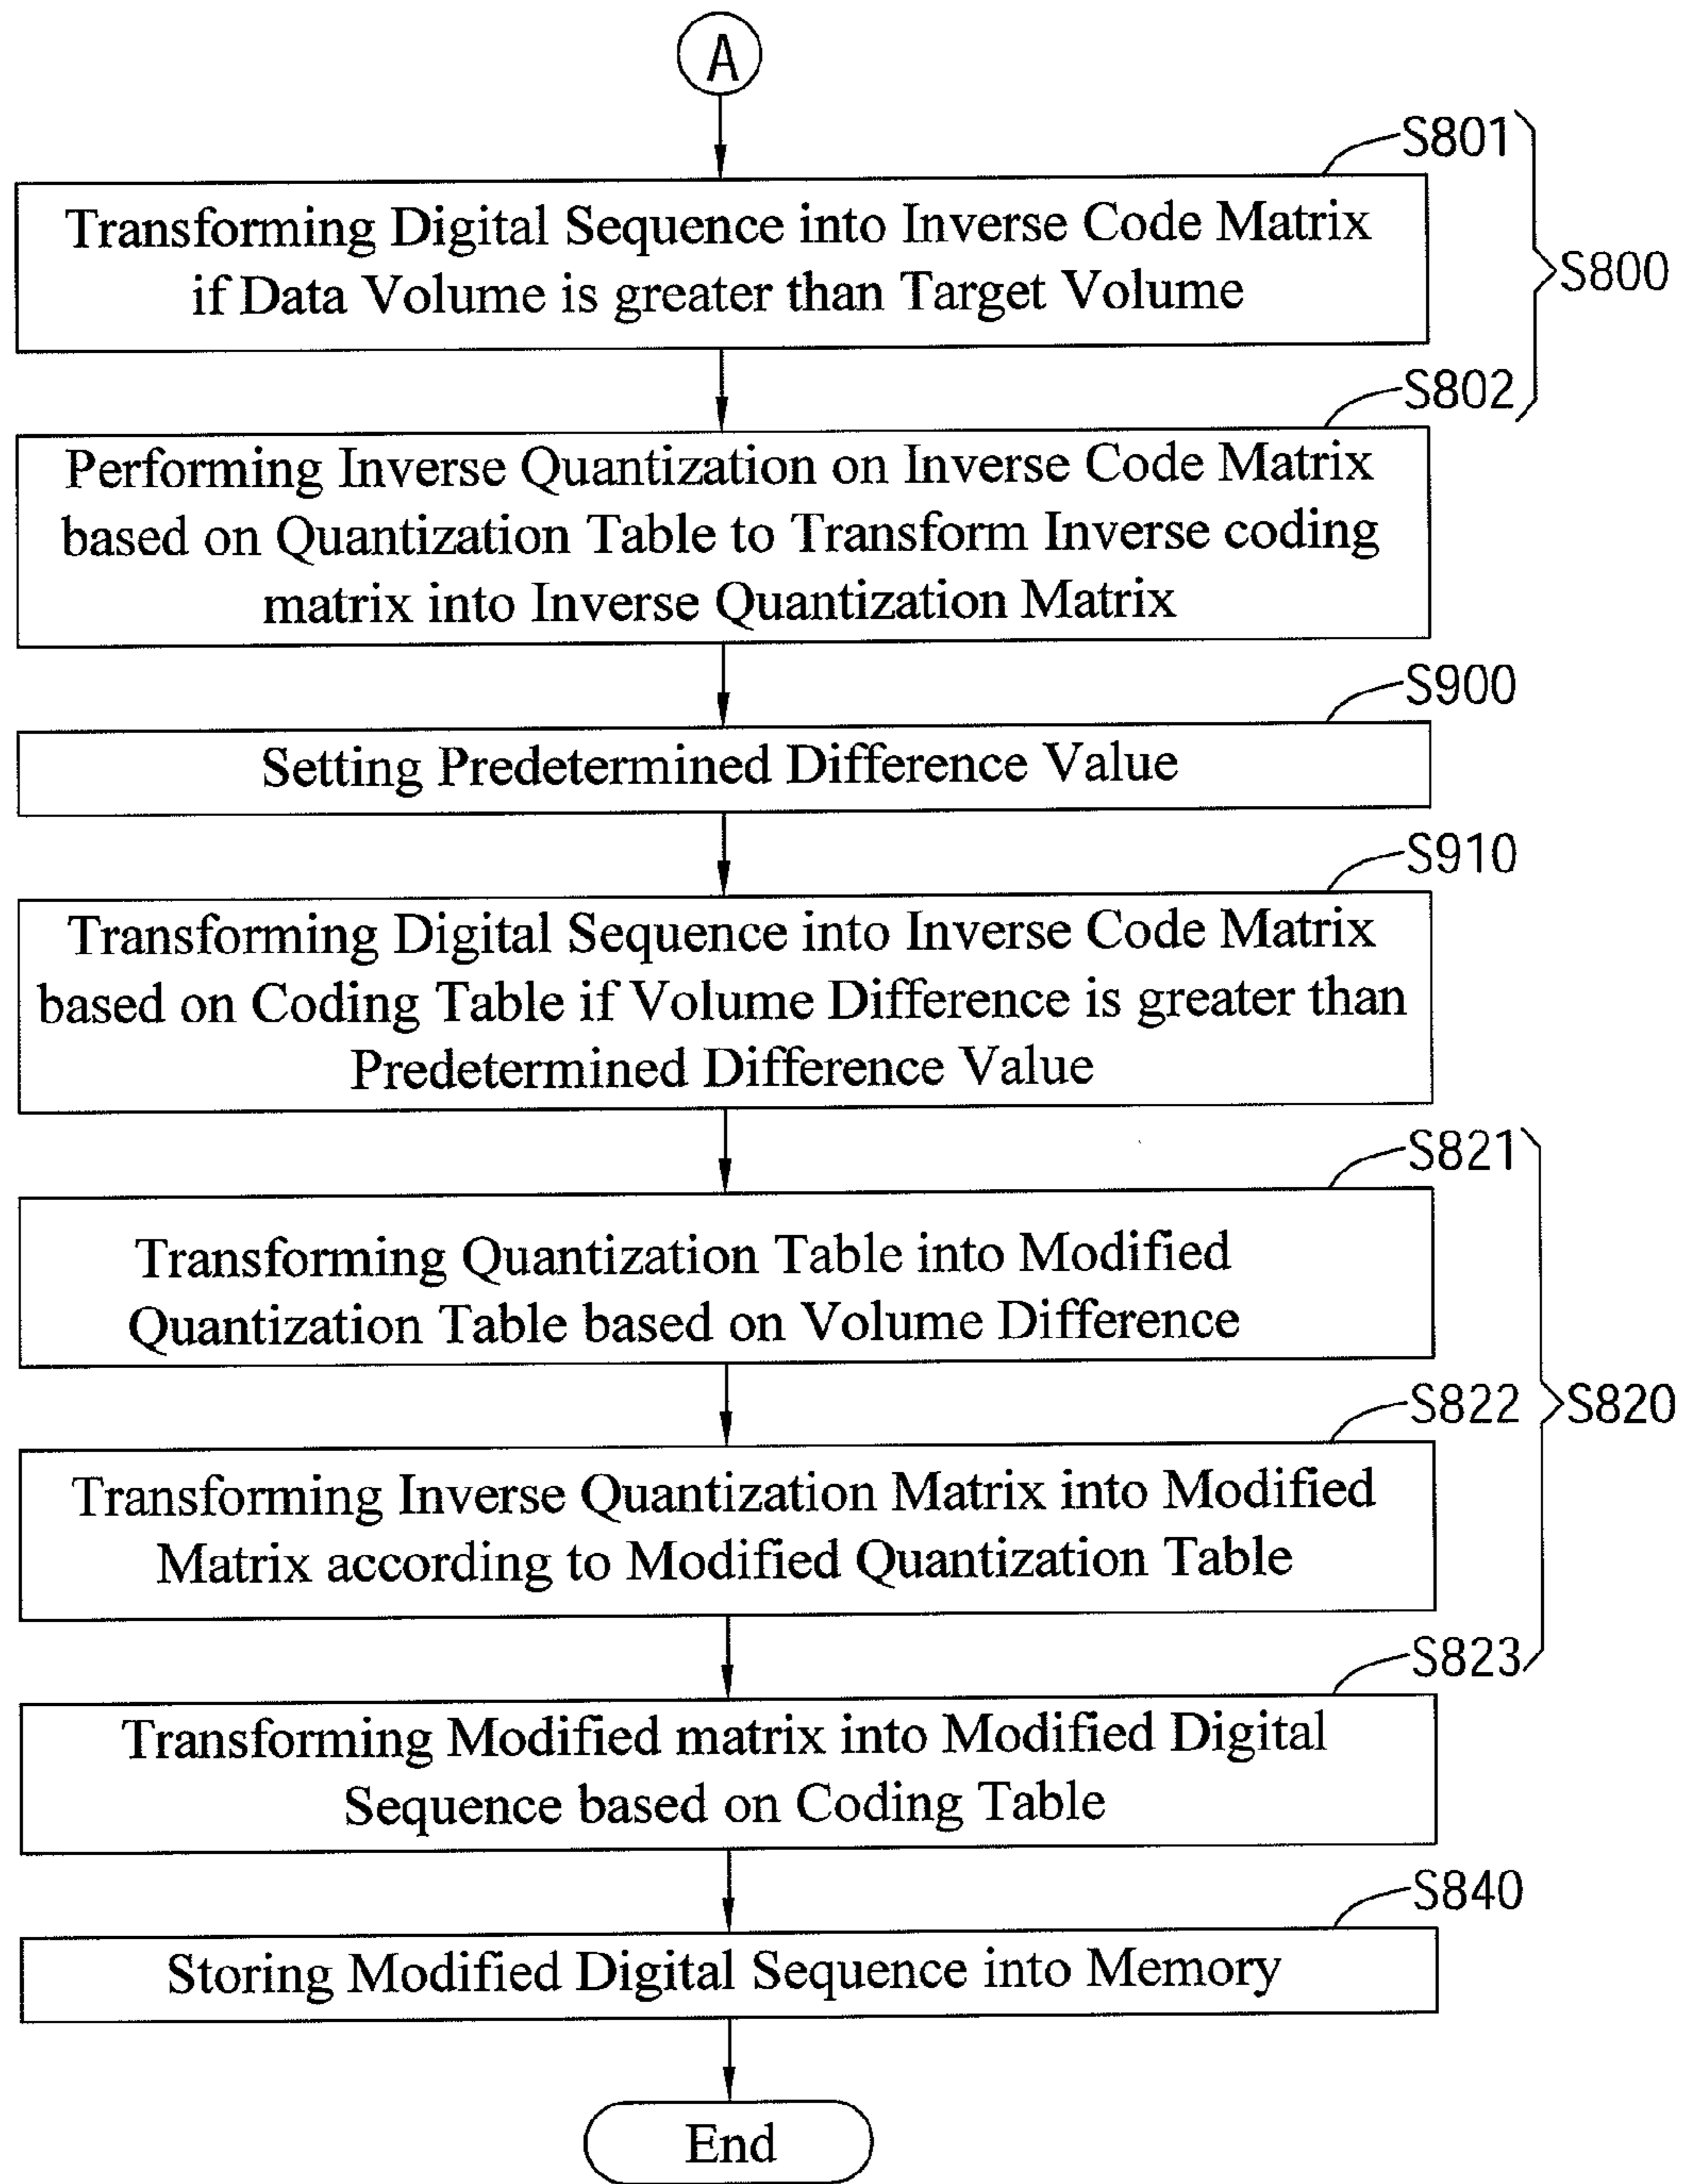 A
S801
Transforming Digital Sequence into Inverse Code Matrix
if Data Volume is greater than Target Volume
S800
S802
Performing Inverse Quantization on Inverse Code Matrix
based on Quantization Table to Transform Inverse coding
matrix into Inverse Quantization Matrix
S900
Setting Predetermined Difference Value
S910
Transforming Digital Sequence into Inverse Code Matrix
based on Coding Table if Volume Difference is greater than
Predetermined Difference Value
S821
Transforming Quantization Table into Modified
Quantization Table based on Volume Difference
S822
S820
Transforming Inverse Quantization Matrix into Modified
Matrix according to Modified Quantization Table
S823
Transforming Modified matrix into Modified Digital
Sequence based on Coding Table
S840
Storing Modified Digital Sequence into Memory
End